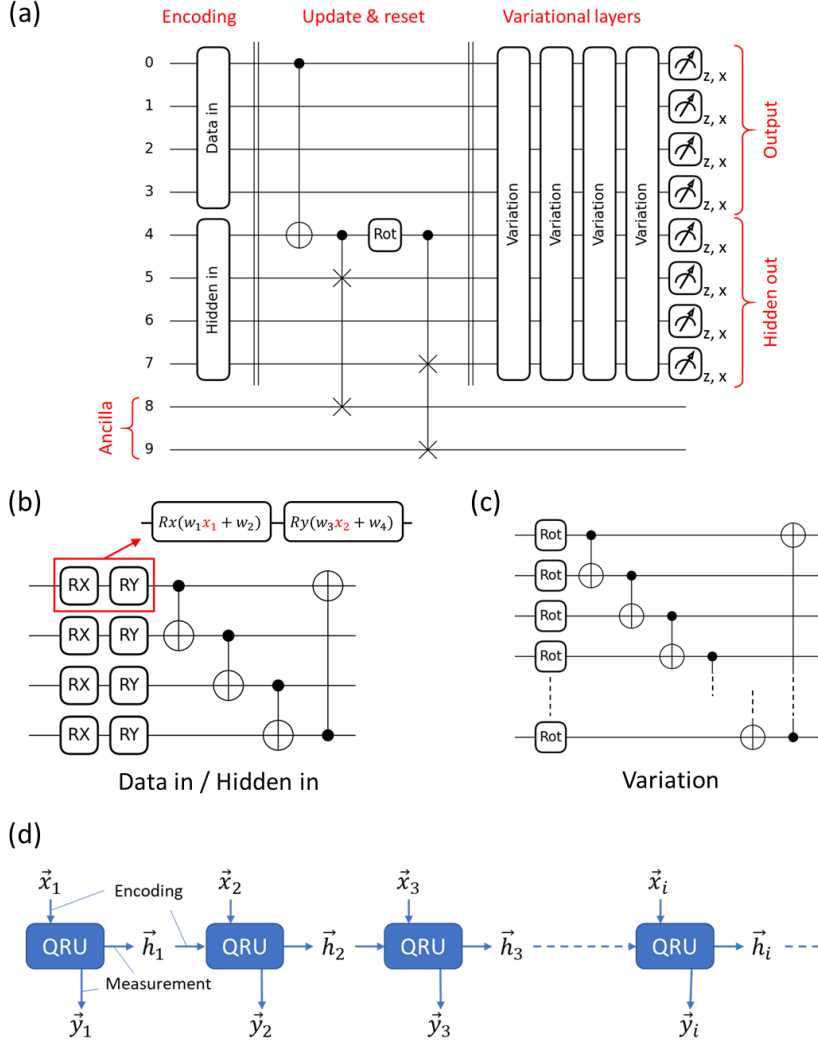 (a)
Encoding Update & reset Variational layers
0
1
2
3
4
5
6
7
8
9
Data in
Hidden in
Ancilla
Rot
Variation Variation Variation Variation
z, x
z, x
z, x
z, x
z, x
z, x
z, x
z, x
Output
Hidden out
(b)
Rx(w₁x₁ + w₂) Ry(w₃x₂ + w₄)
RX RY
RX RY
RX RY
RX RY
Data in / Hidden in
(c)
Rot
Rot
Rot
Rot
Rot
Variation
(d)
x⃗₁ Encoding x⃗₂ x⃗₃ x⃗ᵢ
QRU h⃗₁ QRU h⃗₂ QRU h⃗₃ QRU h⃗ᵢ
Measurement
y⃗₁ y⃗₂ y⃗₃ y⃗ᵢ